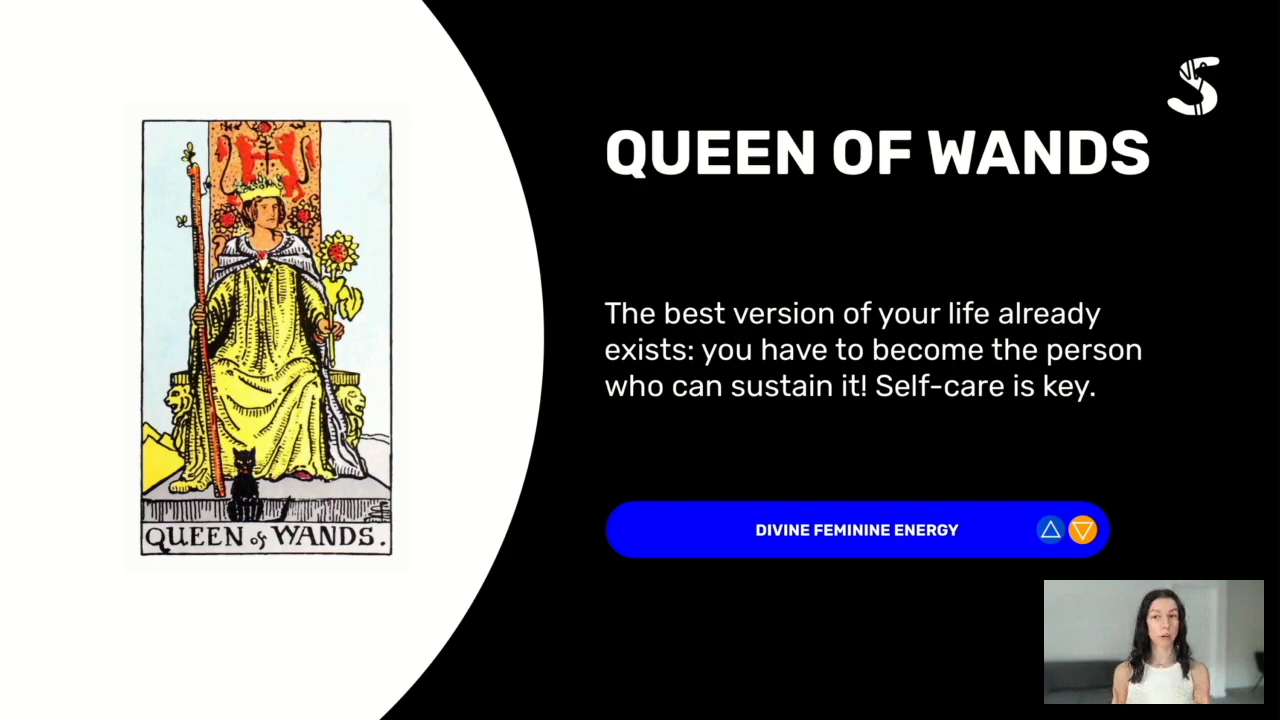 QUEEN OF WANDS
The best version of your life already
exists: you have to become the person
who can sustain it! Self-care is key.
DIVINE FEMININE ENERGY
QUEEN of WANDS.